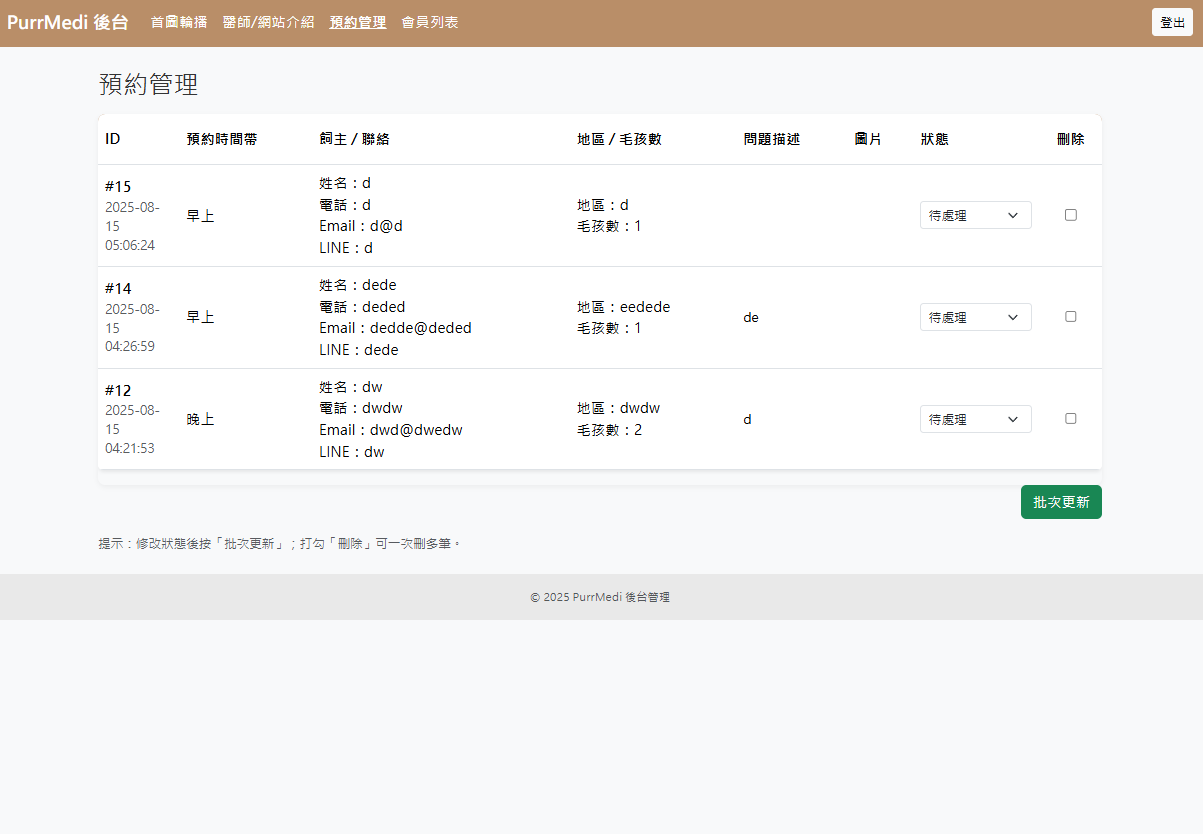 PurrMedi 後台 首圖輪播 醫師/網站介紹 預約管理 會員列表 登出
預約管理
ID 預約時間帶 飼主 / 聯絡 地區 / 毛孩數 問題描述 圖片 狀態 刪除
#15
2025-08-
15
05:06:24
早上
姓名：d
電話：d
Email：d@d
LINE：d
地區：d
毛孩數：1
待處理
#14
2025-08-
15
04:26:59
早上
姓名：dede
電話：deded
Email：dedde@deded
LINE：dede
地區：eedede
毛孩數：1
de
待處理
#12
2025-08-
15
04:21:53
晚上
姓名：dw
電話：dwdw
Email：dwd@dwedw
LINE：dw
地區：dwdw
毛孩數：2
d
待處理
批次更新
提示：修改狀態後按「批次更新」；打勾「刪除」可一次刪多筆。
© 2025 PurrMedi 後台管理